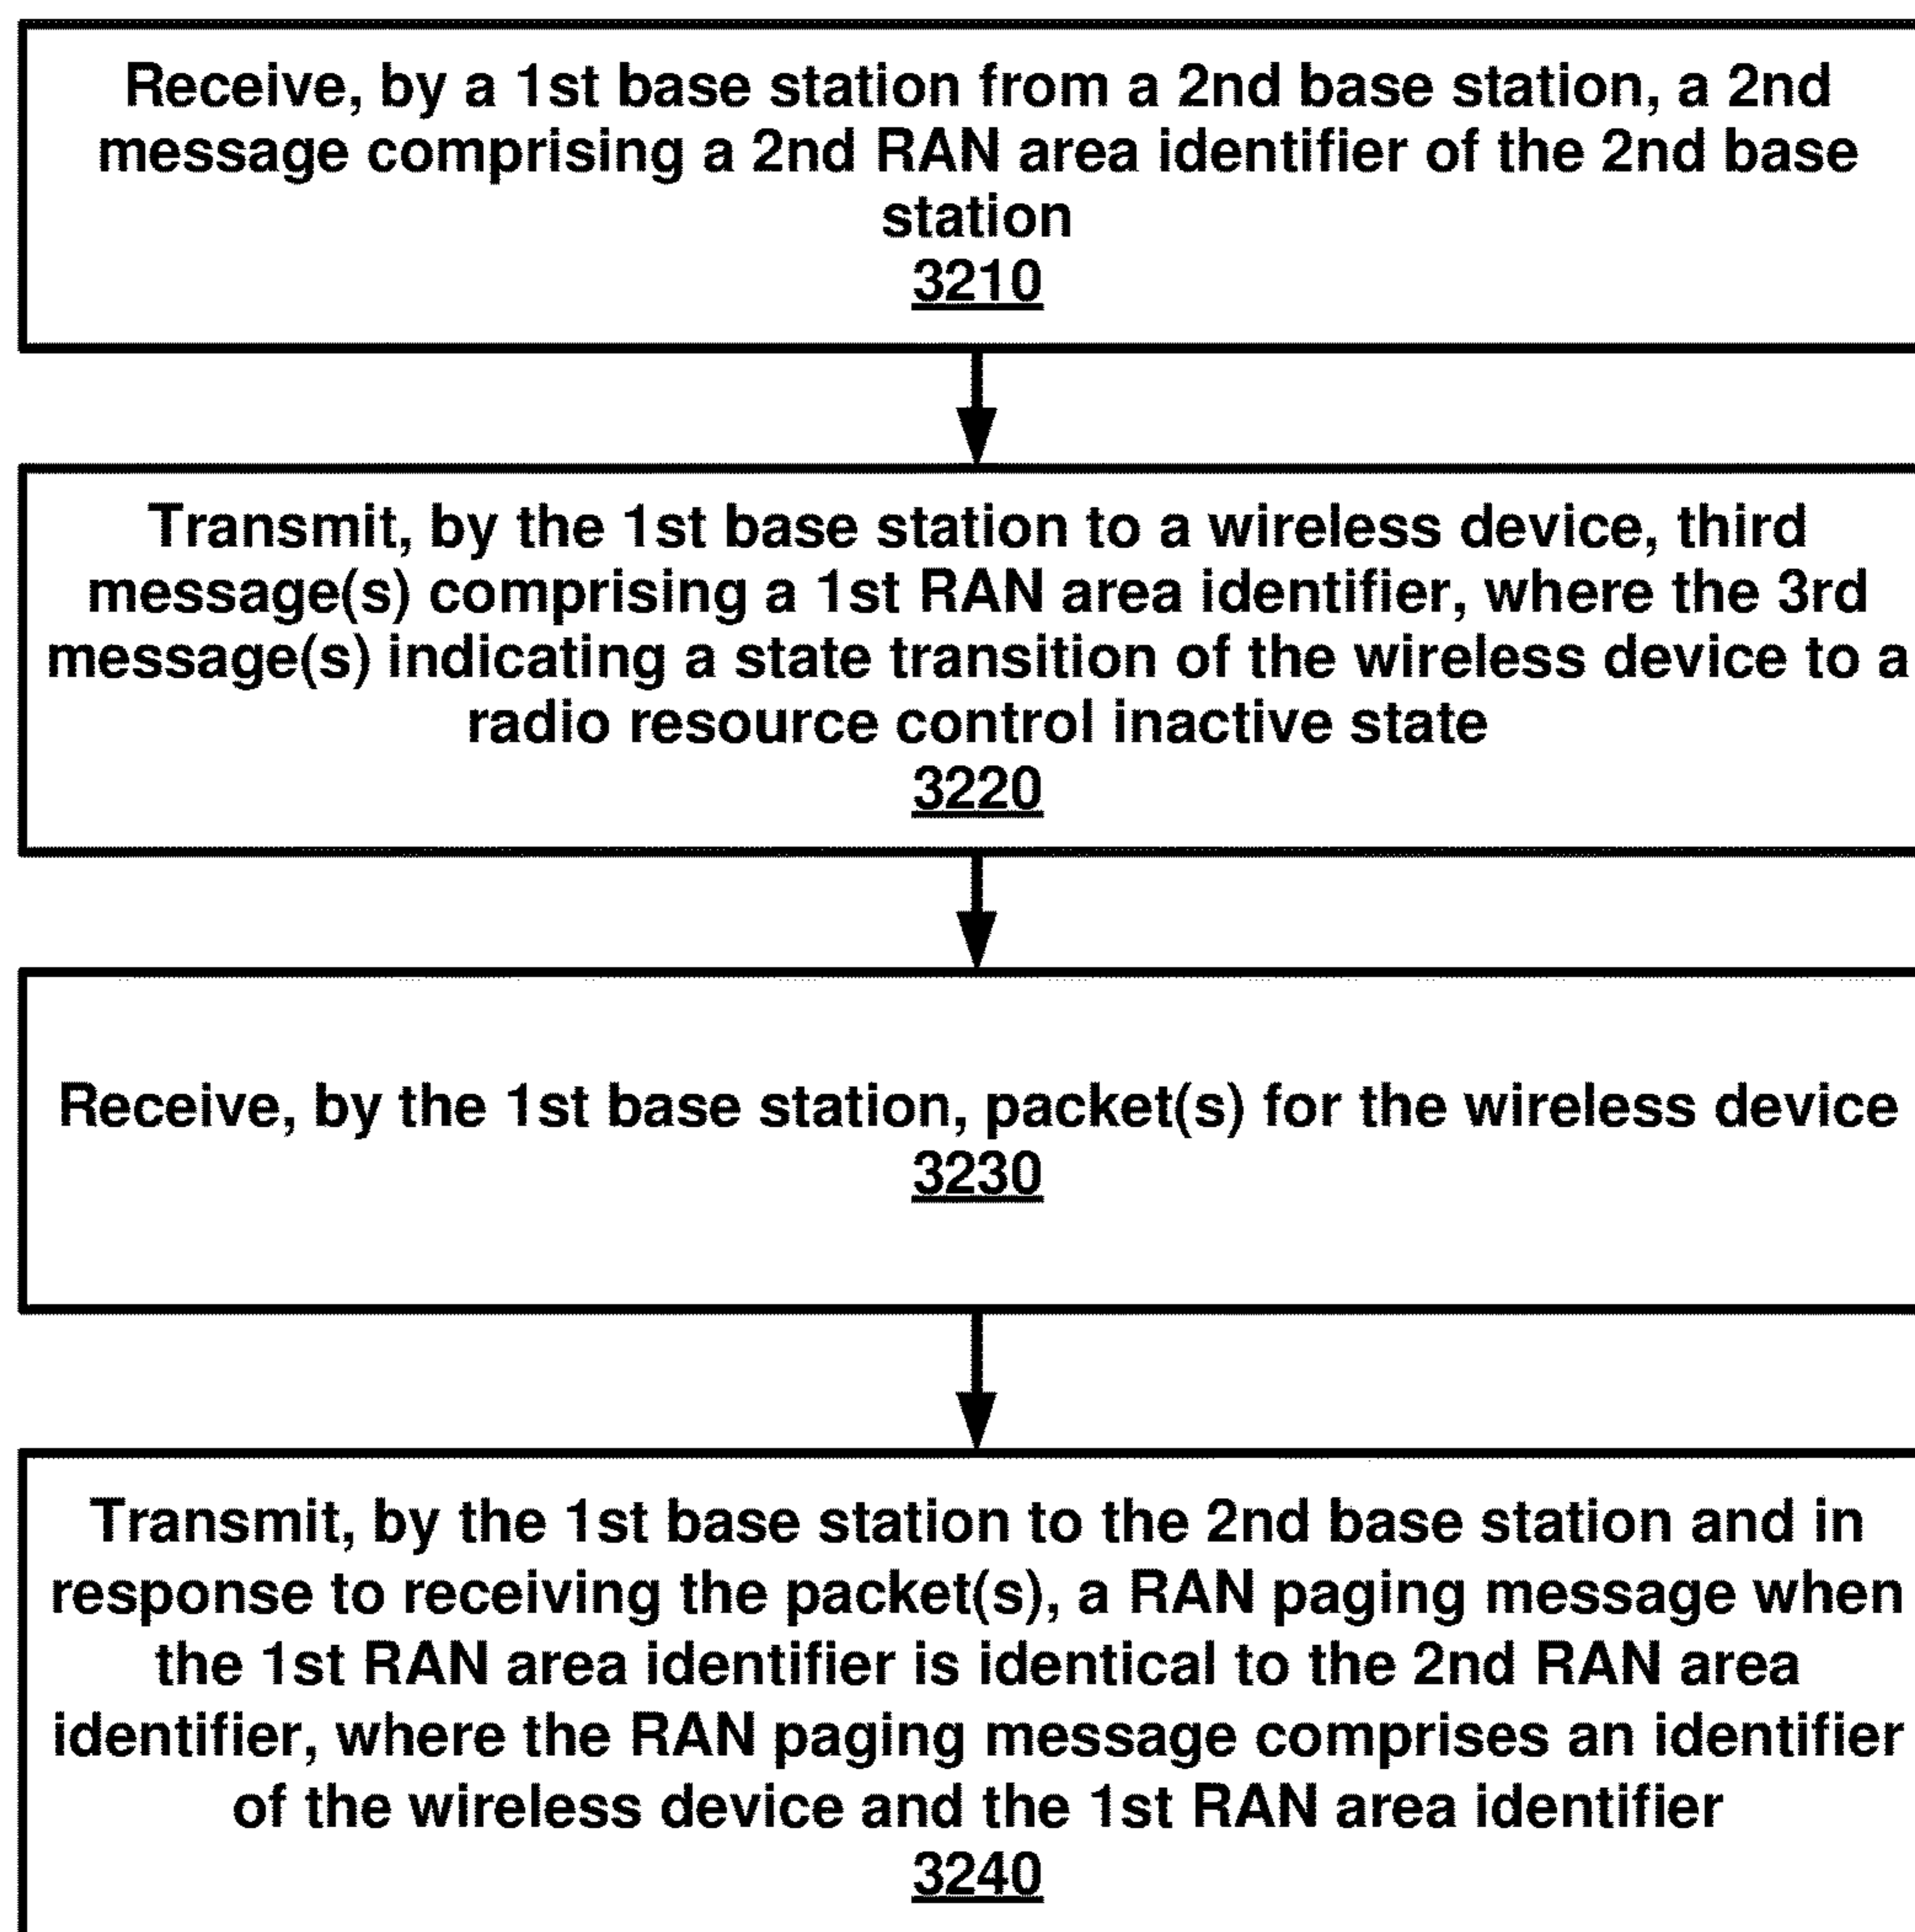 Receive, by a 1st base station from a 2nd base station, a 2nd
message comprising a 2nd RAN area identifier of the 2nd base
station
3210
Transmit, by the 1st base station to a wireless device, third
message(s) comprising a 1st RAN area identifier, where the 3rd
message(s) indicating a state transition of the wireless device to a
radio resource control inactive state
3220
Receive, by the 1st base station, packet(s) for the wireless device
3230
Transmit, by the 1st base station to the 2nd base station and in
response to receiving the packet(s), a RAN paging message when
the 1st RAN area identifier is identical to the 2nd RAN area
identifier, where the RAN paging message comprises an identifier
of the wireless device and the 1st RAN area identifier
3240